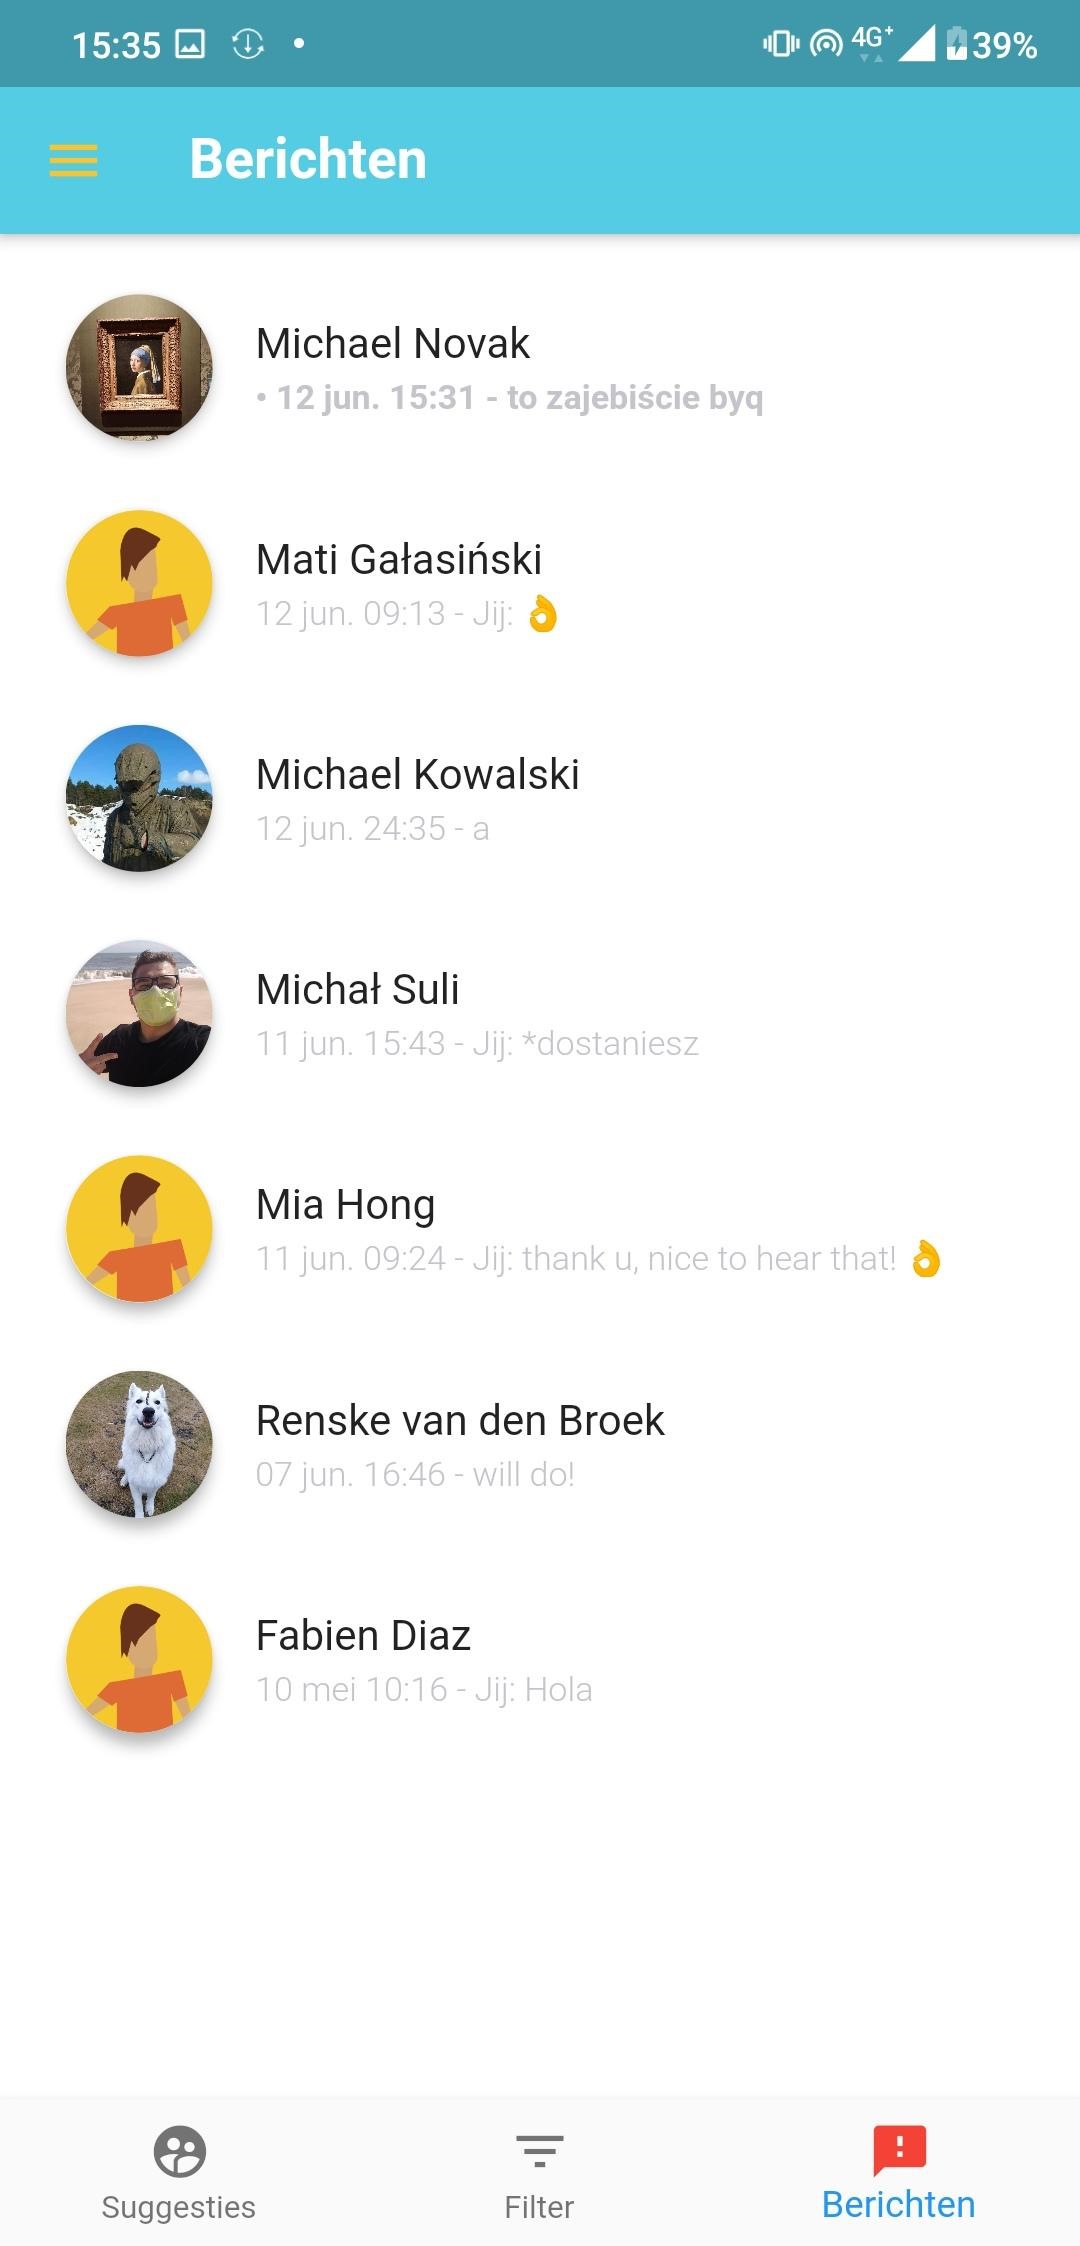 15:35 4G+ 39%
Berichten
Michael Novak
• 12 jun. 15:31 - to zajebiście byq
Mati Gałasiński
12 jun. 09:13 - Jij: 👌
Michael Kowalski
12 jun. 24:35 - a
Michał Suli
11 jun. 15:43 - Jij: *dostaniesz
Mia Hong
11 jun. 09:24 - Jij: thank u, nice to hear that! 👌
Renske van den Broek
07 jun. 16:46 - will do!
Fabien Diaz
10 mei 10:16 - Jij: Hola
Suggesties Filter Berichten